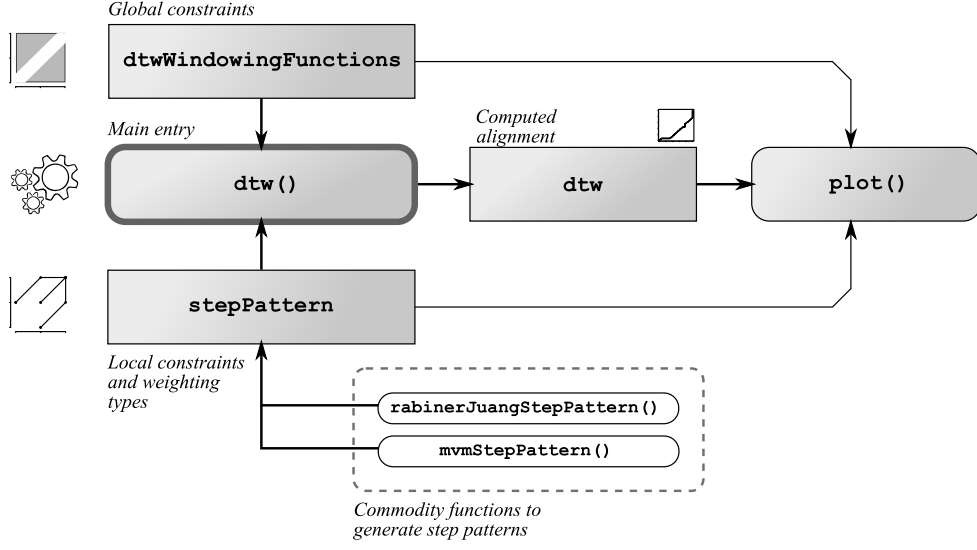 Global constraints
dtwWindowingFunctions
Main entry
dtw()
Computed
alignment
dtw
plot()
stepPattern
Local constraints
and weighting
types
rabinerJuangStepPattern()
mvmStepPattern()
Commodity functions to
generate step patterns